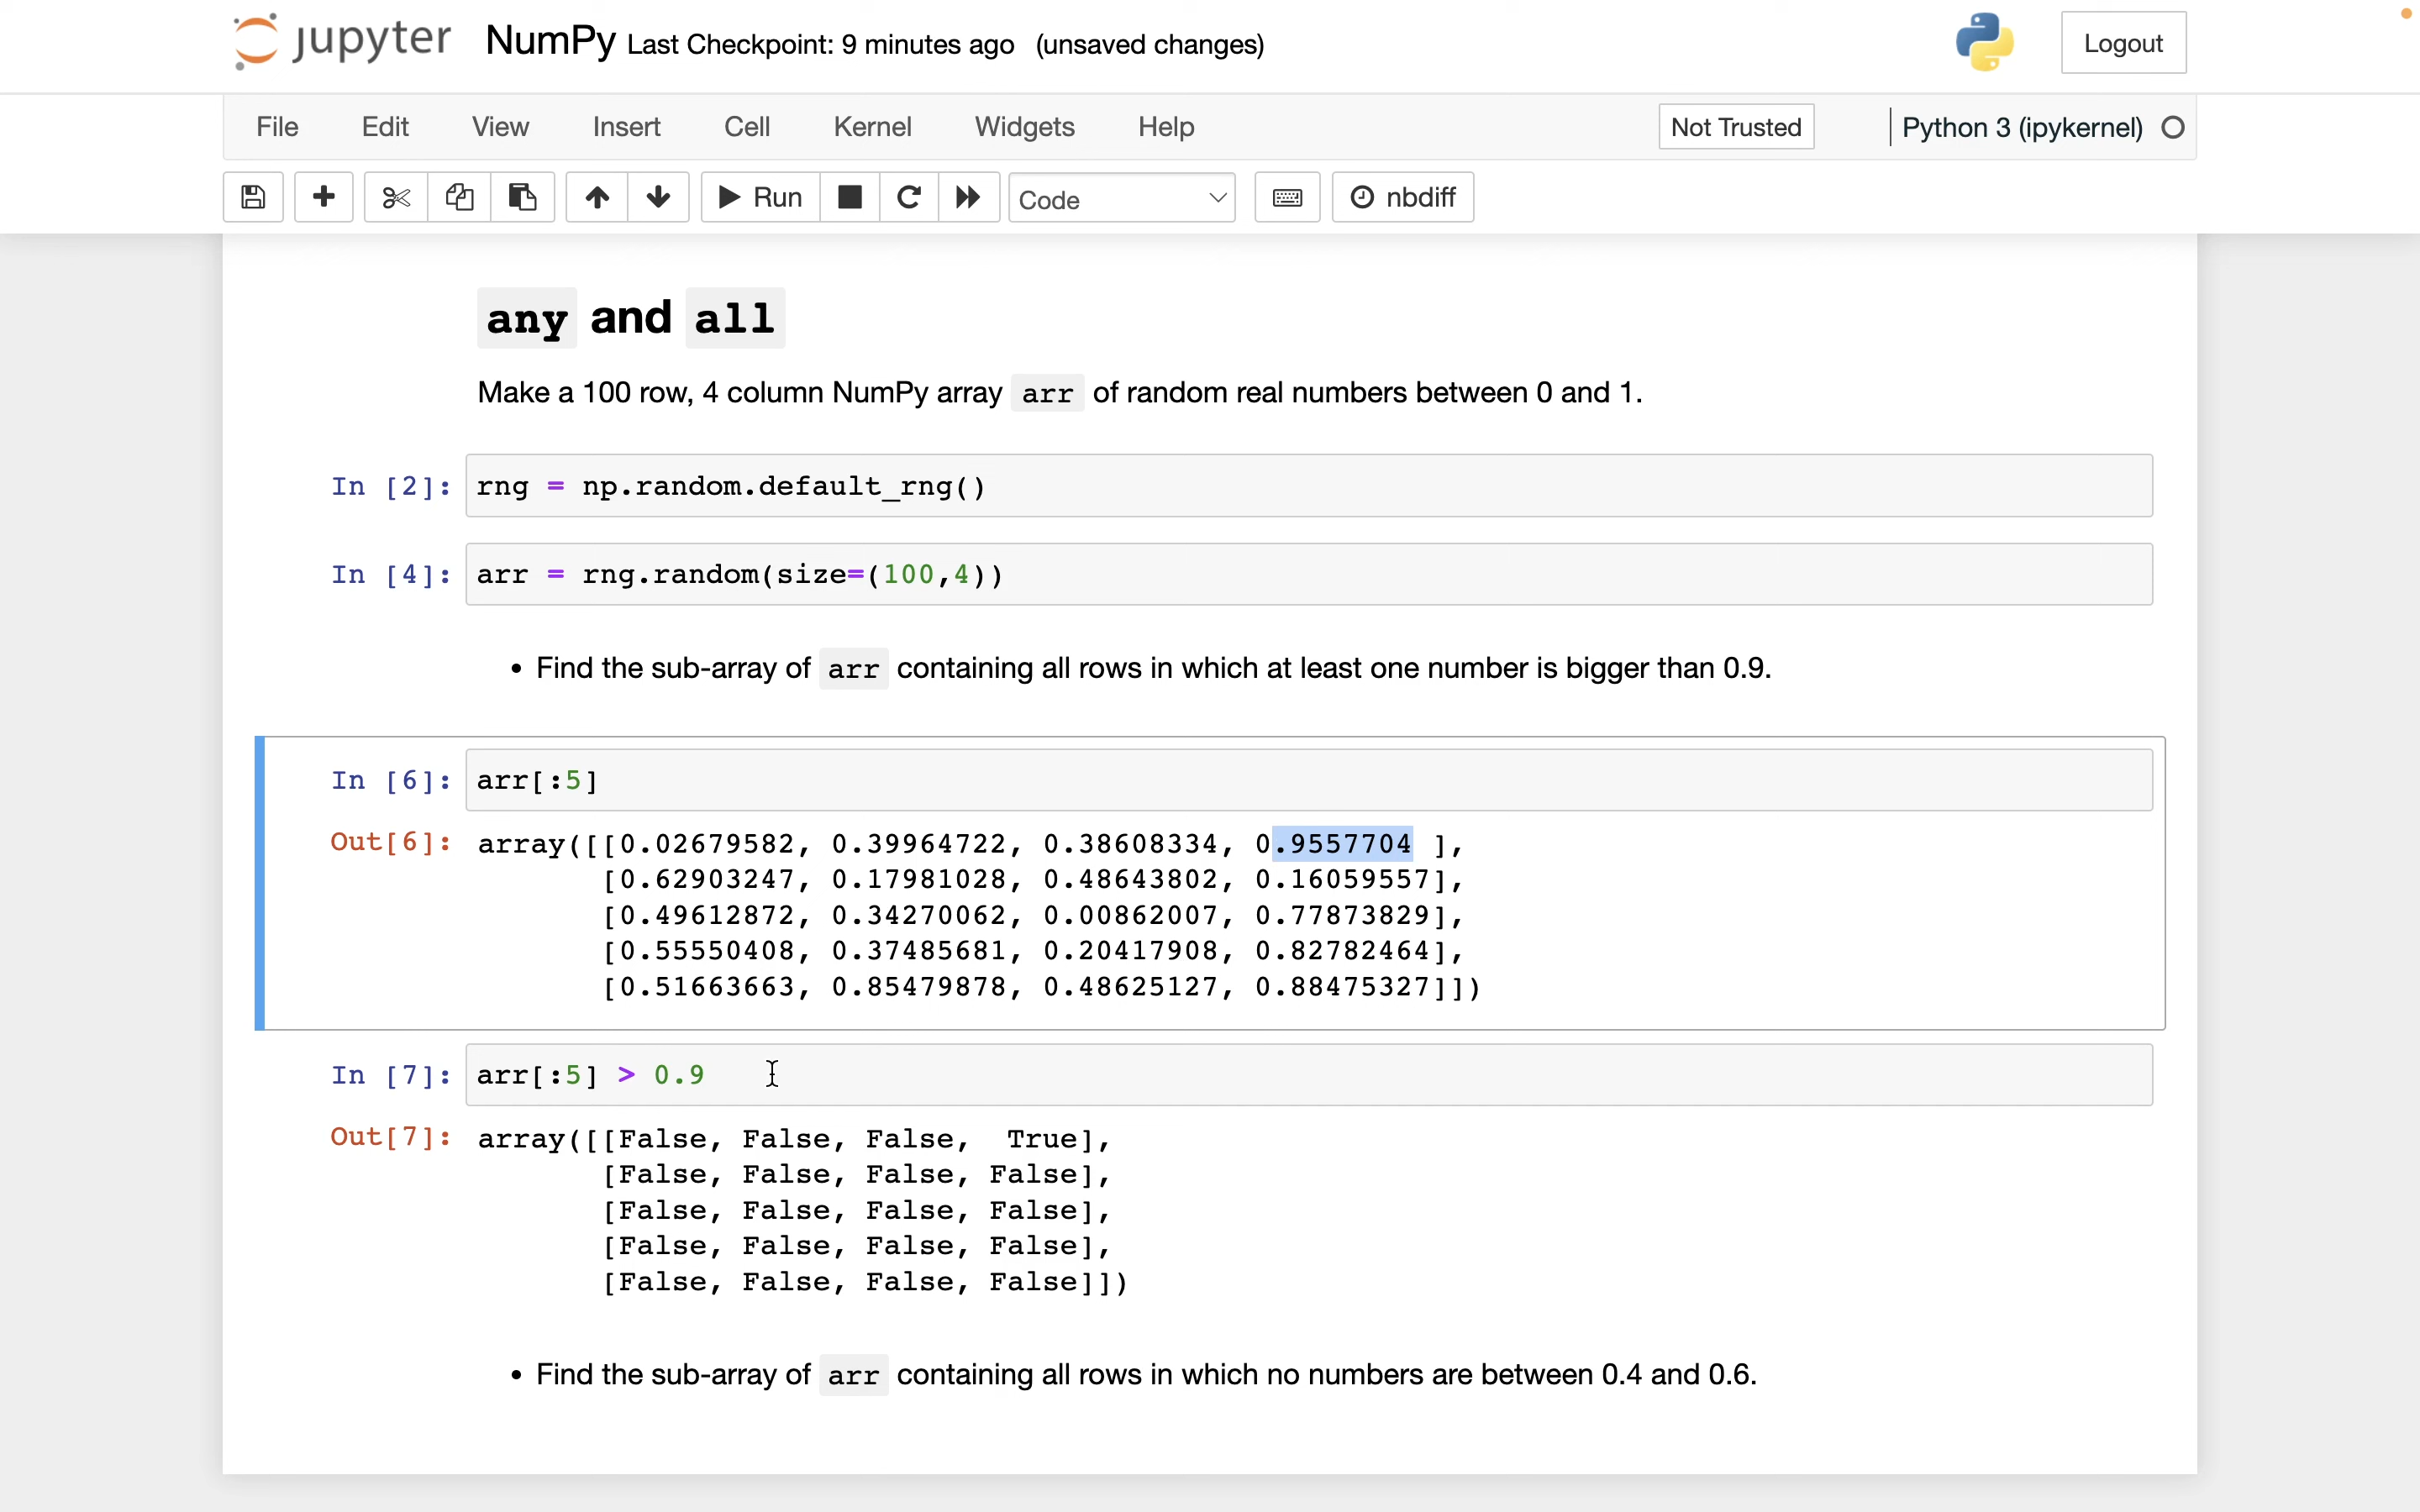 jupyter NumPy Last Checkpoint: 9 minutes ago (unsaved changes) Logout
File Edit View Insert Cell Kernel Widgets Help Not Trusted Python 3 (ipykernel)
Run Code nbdiff
any and all
Make a 100 row, 4 column NumPy array arr of random real numbers between 0 and 1.
In [2]: rng = np.random.default_rng()
In [4]: arr = rng.random(size=(100,4))
• Find the sub-array of arr containing all rows in which at least one number is bigger than 0.9.
In [6]: arr[:5]
Out[6]: array([[0.02679582, 0.39964722, 0.38608334, 0.9557704 ],
[0.62903247, 0.17981028, 0.48643802, 0.16059557],
[0.49612872, 0.34270062, 0.00862007, 0.77873829],
[0.55550408, 0.37485681, 0.20417908, 0.82782464],
[0.51663663, 0.85479878, 0.48625127, 0.88475327]])
In [7]: arr[:5] > 0.9
Out[7]: array([[False, False, False,  True],
[False, False, False, False],
[False, False, False, False],
[False, False, False, False],
[False, False, False, False]])
• Find the sub-array of arr containing all rows in which no numbers are between 0.4 and 0.6.